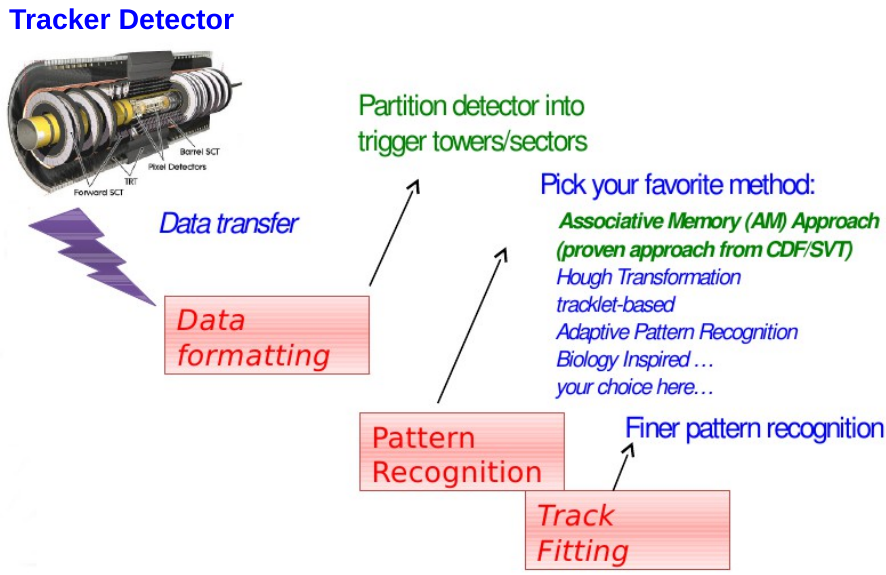 Tracker Detector
Barrel SCT
Pixel Detectors
TRT
Forward SCT
Data transfer
Partition detector into
trigger towers/sectors
Pick your favorite method:
Associative Memory (AM) Approach
(proven approach from CDF/SVT)
Hough Transformation
tracklet-based
Adaptive Pattern Recognition
Biology Inspired …
your choice here…
Data
formatting
Pattern
Recognition
Finer pattern recognition
Track
Fitting